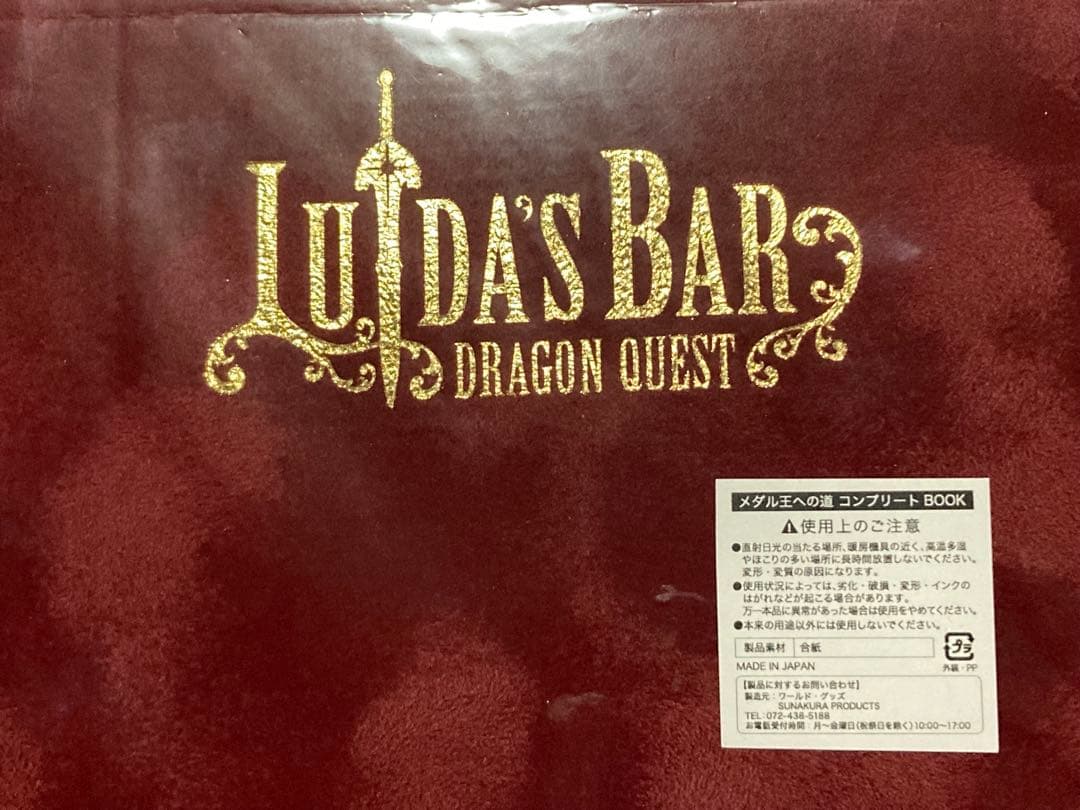 LUIDA'S BAR
DRAGON QUEST
メダル王への道 コンプリート BOOK
⚠使用上のご注意
●直射日光の当たる場所、暖房機具の近く、高温多湿
やほこりの多い場所に長時間放置しないでください。
変形・変質の原因になります。
●使用状況によっては、劣化・破損・変形・インクの
はがれなどが起こる場合があります。
万一本品に異常があった場合は使用をやめてください。
●本来の用途以外には使用しないでください。
製品素材 合紙
プラ
外装・PP
MADE IN JAPAN
【製品に対するお問い合わせ】
製造元:ワールド・グッズ
SUNAKURA PRODUCTS
TEL:072-438-5188
お電話受付時間:月〜金曜日(祝祭日を除く)10:00〜17:00